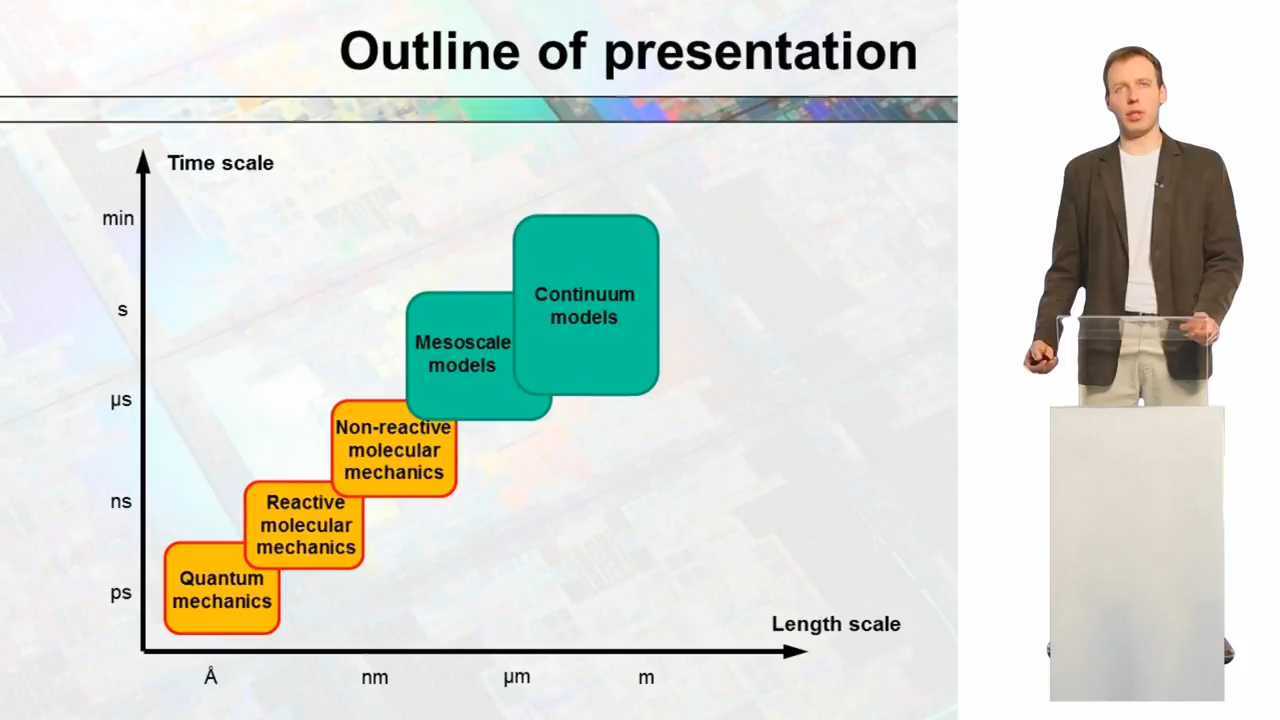 Outline of presentation
Time scale
min
s
µs
ns
ps
Continuum
models
Mesoscale
models
Non-reactive
molecular
mechanics
Reactive
molecular
mechanics
Quantum
mechanics
Length scale
Å
nm
µm
m